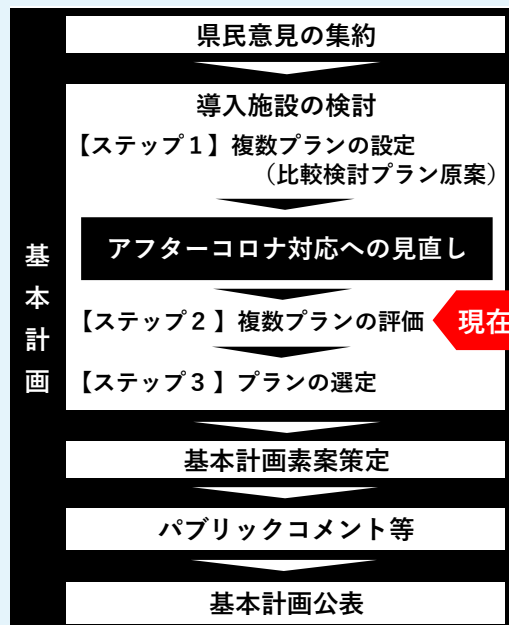 県民意見の集約
導入施設の検討
【ステップ１】複数プランの設定
（比較検討プラン原案）
アフターコロナ対応への見直し
【ステップ２】複数プランの評価
現在
【ステップ３】プランの選定
基本計画
基本計画素案策定
パブリックコメント等
基本計画公表